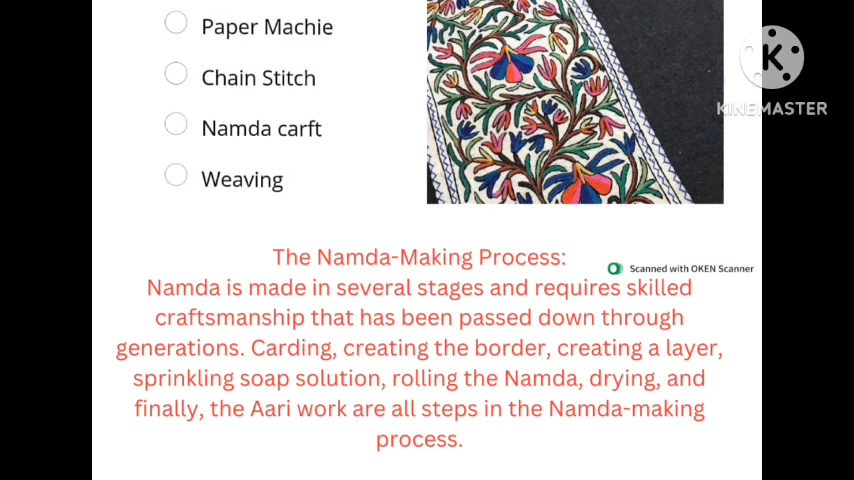 Paper Machie
Chain Stitch
Namda carft
Weaving
K
KINEMASTER
The Namda-Making Process:
Scanned with OKEN Scanner
Namda is made in several stages and requires skilled
craftsmanship that has been passed down through
generations. Carding, creating the border, creating a layer,
sprinkling soap solution, rolling the Namda, drying, and
finally, the Aari work are all steps in the Namda-making
process.